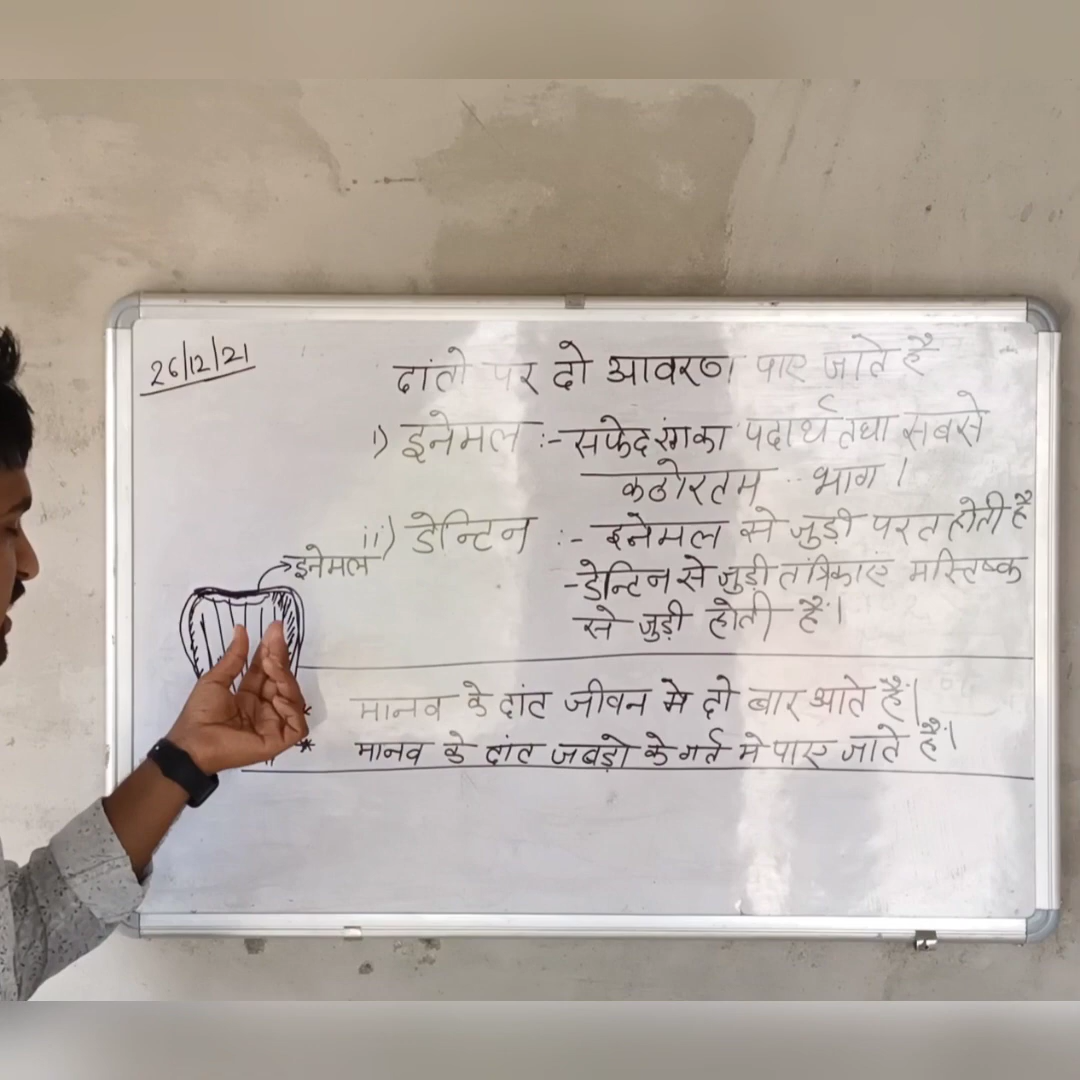 26/12/21
दांतो पर दो आवरण पाए जाते है
i) इनेमल :- सफेद रंग का पदार्थ तथा सबसे
कठोरतम भाग।
ii) डेन्टिन :- इनेमल से जुड़ी परत होती है
- डेन्टिन से जुड़ी तंत्रिकाएं मस्तिष्क
से जुड़ी होती हैं।
इनेमल
* मानव के दांत जीवन मे दो बार आते हैं।
* मानव के दांत जबड़ो के गर्त मे पाए जाते हैं।